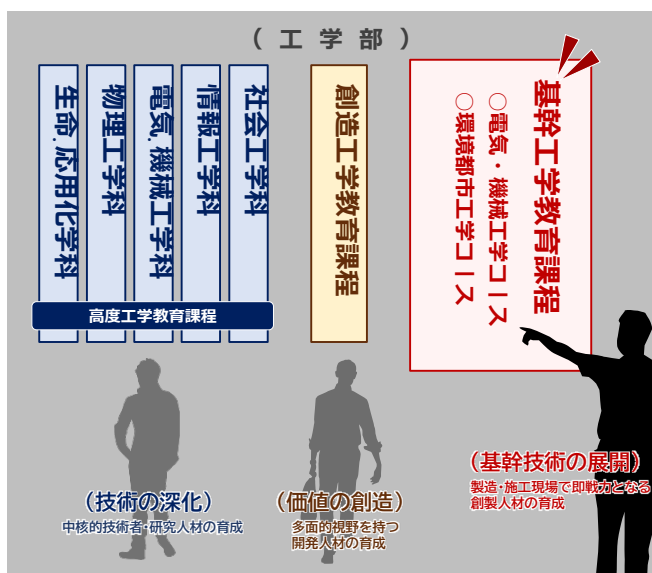 （ 工 学 部 ）
生命・応用化学科
物理工学科
電気・機械工学科
情報工学科
社会工学科
高度工学教育課程
創造工学教育課程
基幹工学教育課程
○電気・機械工学コース
○環境都市工学コース
（技術の深化）
中核的技術者・研究人材の育成
（価値の創造）
多面的視野を持つ
開発人材の育成
（基幹技術の展開）
製造・施工現場で即戦力となる
創製人材の育成